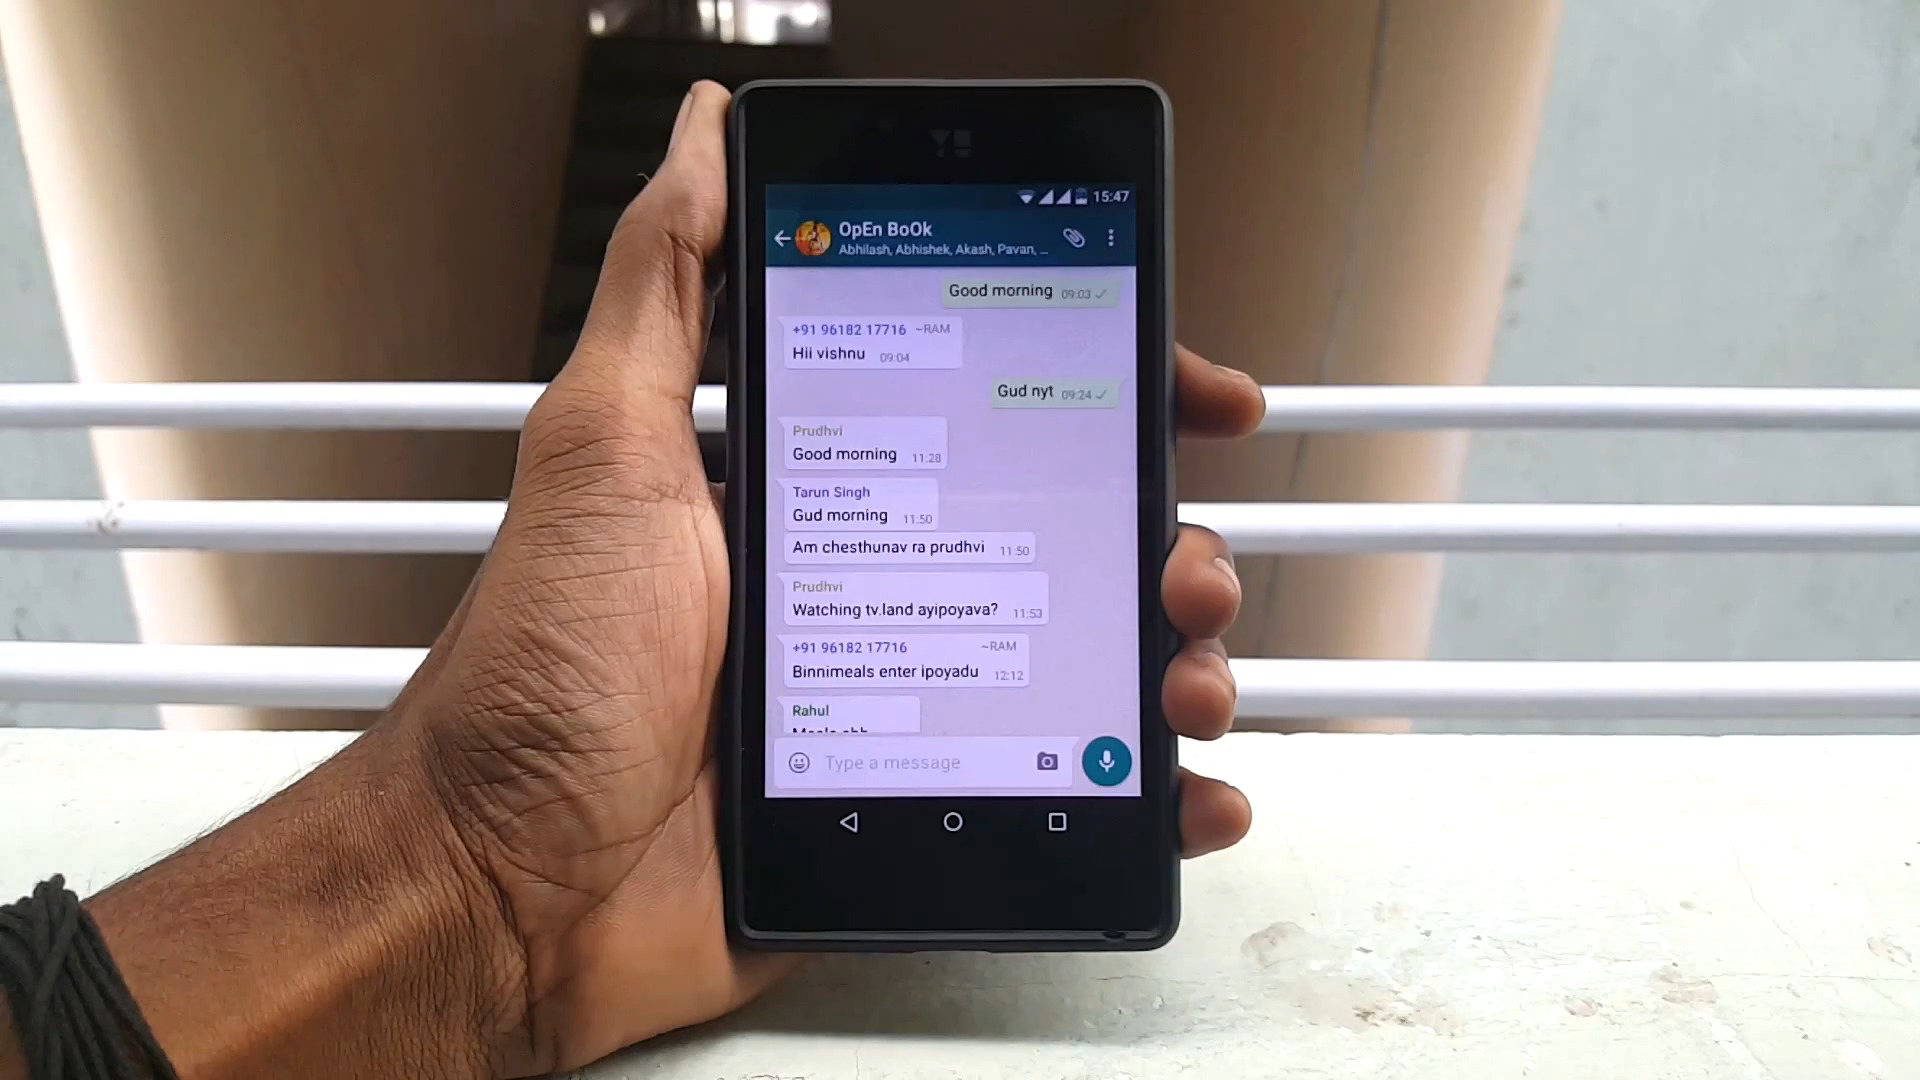 YU
15:47
OpEn BoOk
Abhilash, Abhishek, Akash, Pavan, ...
Good morning 09:03
+91 96182 17716 ~RAM
Hii vishnu 09:04
Gud nyt 09:24
Prudhvi
Good morning 11:28
Tarun Singh
Gud morning 11:50
Am chesthunav ra prudhvi 11:50
Prudhvi
Watching tv.land ayipoyava? 11:53
+91 96182 17716 ~RAM
Binnimeals enter ipoyadu 12:12
Rahul
Type a message